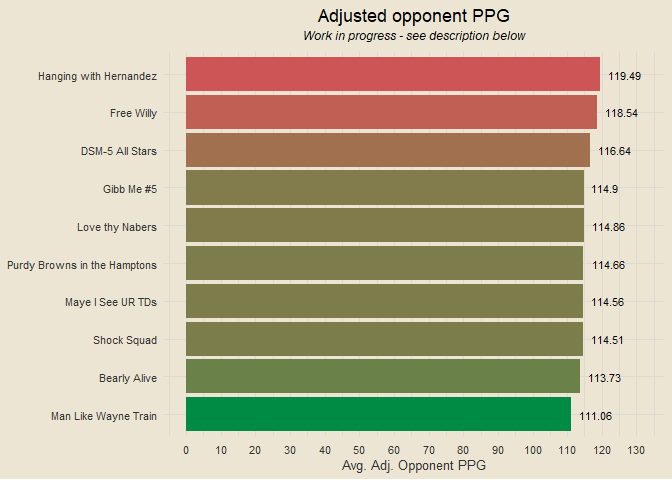 Adjusted opponent PPG
Work in progress - see description below
Hanging with Hernandez 119.49
Free Willy 118.54
DSM-5 All Stars 116.64
Gibb Me #5 114.9
Love thy Nabers 114.86
Purdy Browns in the Hamptons 114.66
Maye I See UR TDs 114.56
Shock Squad 114.51
Bearly Alive 113.73
Man Like Wayne Train 111.06
0 10 20 30 40 50 60 70 80 90 100 110 120 130
Avg. Adj. Opponent PPG